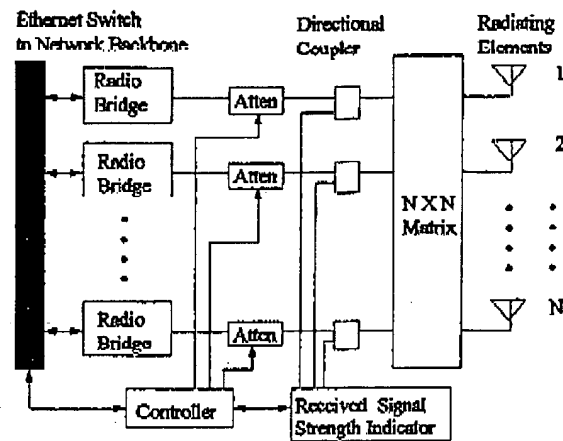 Ethernet Switch
to Network Backbone
Directional
Coupler
Radiating
Elements
Radio
Bridge
Atten
1
Radio
Bridge
Atten
2
N X N
Matrix
Radio
Bridge
Atten
N
Controller
Received Signal
Strength Indicator